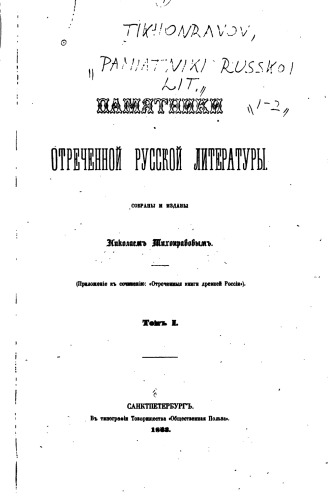 TIKHONRAVOV,
„PAMIATNIKI RUSSKOI
LIT.“
„1-2“
ПАМЯТНИКИ
ОТРЕЧЕННОЙ РУССКОЙ ЛИТЕРАТУРЫ.
СОБРАНЫ И ИЗДАНЫ
Николаемъ Тихонравовымъ.
(Приложеніе къ сочиненію: «Отреченныя книги древней Россіи»).
Томъ I.
САНКТПЕТЕРБУРГЪ.
Въ типографіи Товарищества «Общественная Польза».
1863.